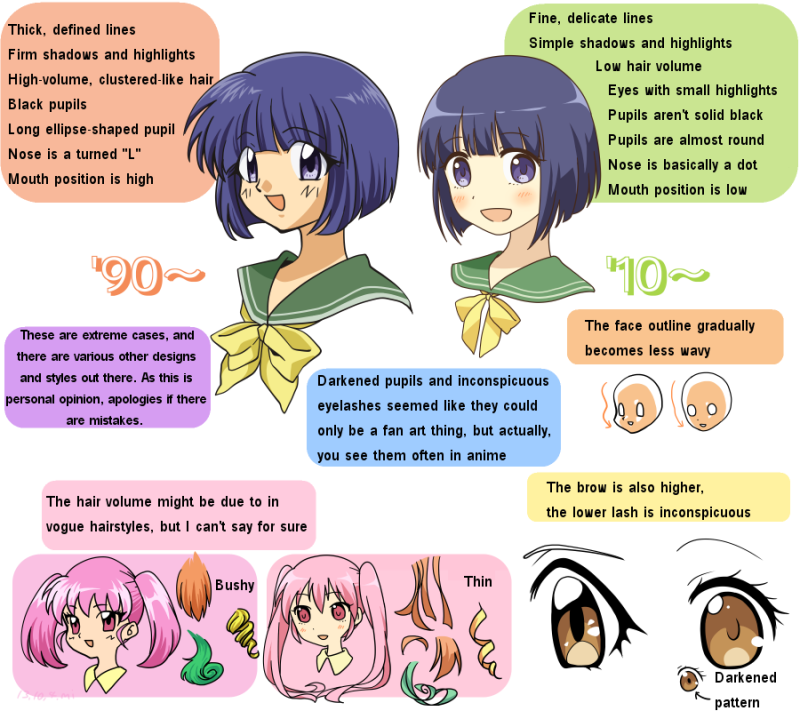 Thick, defined lines
Firm shadows and highlights
High-volume, clustered-like hair
Black pupils
Long ellipse-shaped pupil
Nose is a turned "L"
Mouth position is high
Fine, delicate lines
Simple shadows and highlights
Low hair volume
Eyes with small highlights
Pupils aren't solid black
Pupils are almost round
Nose is basically a dot
Mouth position is low
'90～
'10～
These are extreme cases, and
there are various other designs
and styles out there. As this is
personal opinion, apologies if there
are mistakes.
Darkened pupils and inconspicuous
eyelashes seemed like they could
only be a fan art thing, but actually,
you see them often in anime
The face outline gradually
becomes less wavy
The hair volume might be due to in
vogue hairstyles, but I can't say for sure
Bushy
Thin
The brow is also higher,
the lower lash is inconspicuous
Darkened
pattern